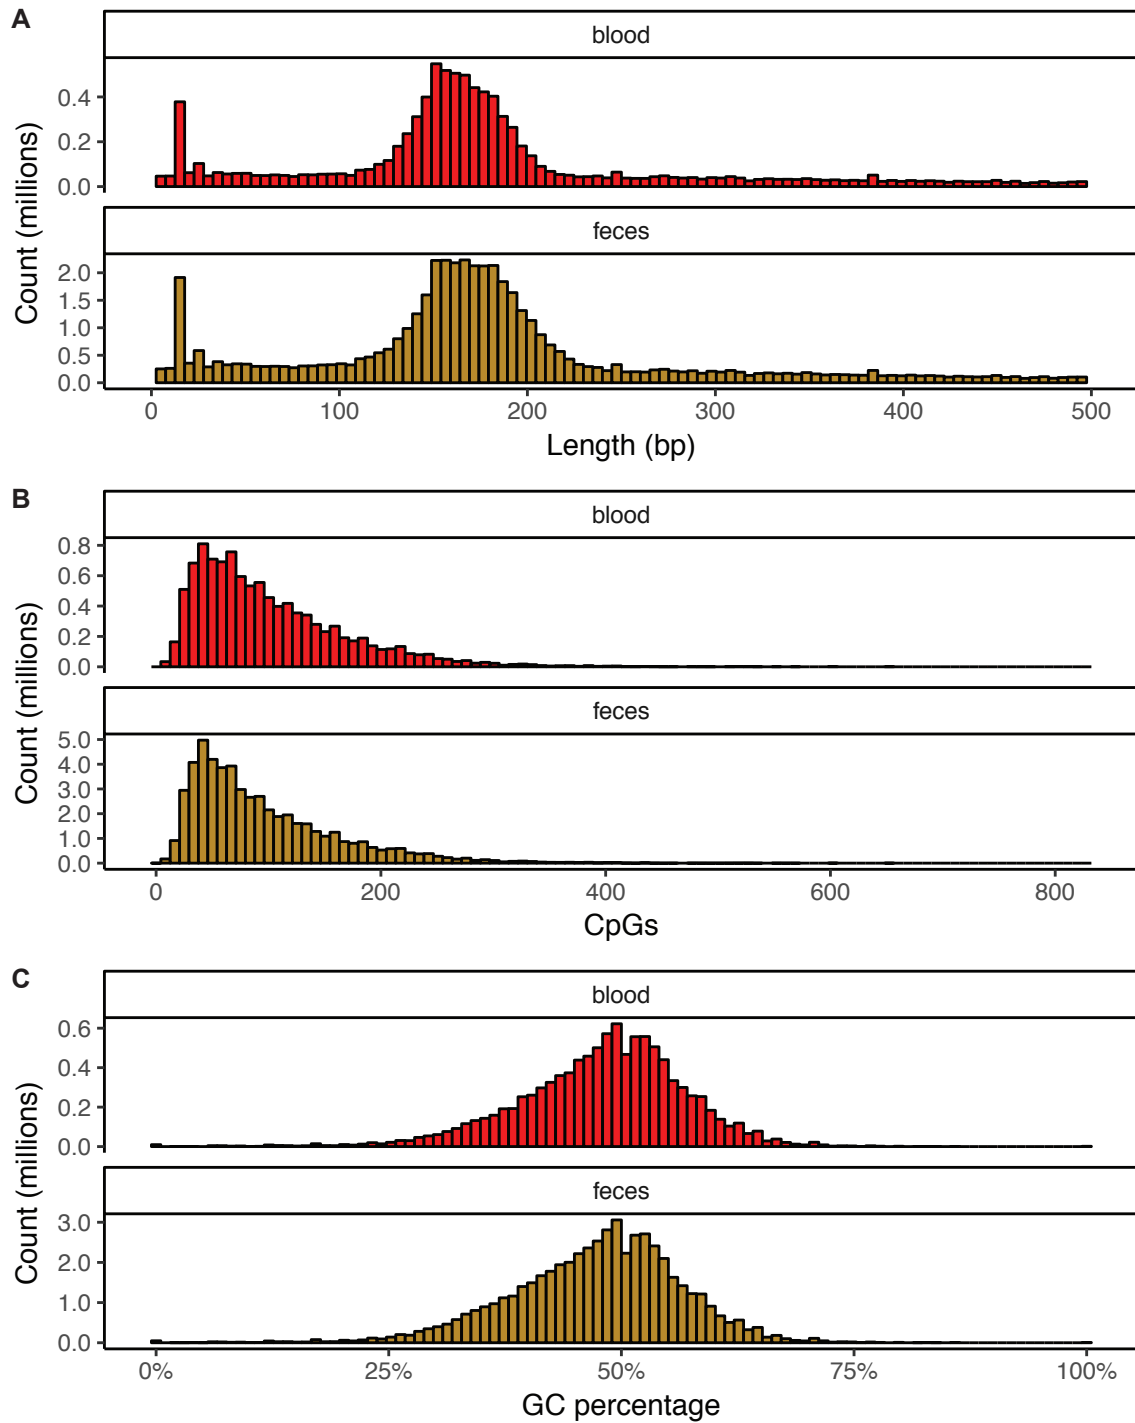 A
blood
0.4
0.2
0.0
feces
2.0
1.5
1.0
0.5
0.0
Count (millions)
0 100 200 300 400 500
Length (bp)
B
blood
0.8
0.6
0.4
0.2
0.0
feces
5.0
4.0
3.0
2.0
1.0
0.0
Count (millions)
0 200 400 600 800
CpGs
C
blood
0.6
0.4
0.2
0.0
feces
3.0
2.0
1.0
0.0
Count (millions)
0% 25% 50% 75% 100%
GC percentage